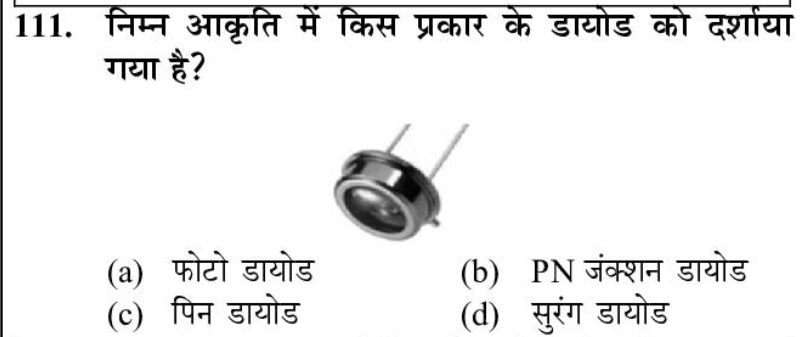 111. निम्न आकृति में किस प्रकार के डायोड को दर्शाया
गया है?
(a) फोटो डायोड (b) PN जंक्शन डायोड
(c) पिन डायोड (d) सुरंग डायोड